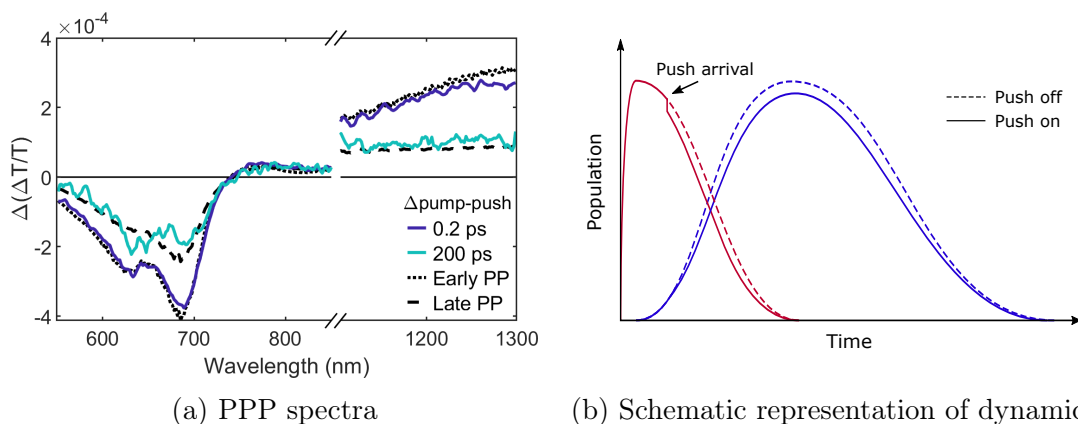 ×10⁻⁴
4
2
0
-2
-4
Δ(ΔT/T)
600 700 800 1200 1300
Wavelength (nm)
Δpump-push
0.2 ps
200 ps
Early PP
Late PP
(a) PPP spectra
Push arrival
Push off
Push on
Population
Time
(b) Schematic representation of dynamic